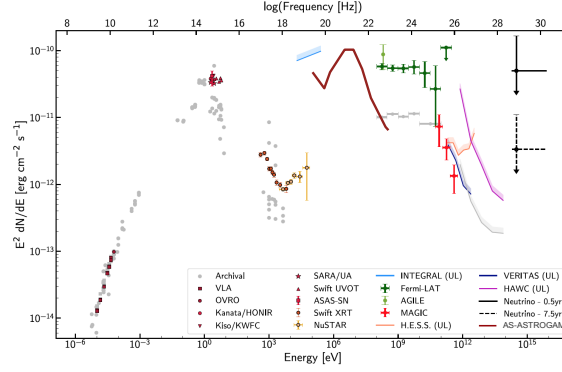 log(Frequency [Hz])
8 10 12 14 16 18 20 22 24 26 28 30
10⁻¹⁰
10⁻¹¹
10⁻¹²
10⁻¹³
10⁻¹⁴
E² dN/dE [erg cm⁻² s⁻¹]
Archival
VLA
OVRO
Kanata/HONIR
Kiso/KWFC
SARA/UA
Swift UVOT
ASAS-SN
Swift XRT
NuSTAR
INTEGRAL (UL)
Fermi-LAT
AGILE
MAGIC
H.E.S.S. (UL)
VERITAS (UL)
HAWC (UL)
Neutrino - 0.5yr
Neutrino - 7.5yr
AS-ASTROGAM
10⁻⁶ 10⁻³ 10⁰ 10³ 10⁶ 10⁹ 10¹² 10¹⁵
Energy [eV]